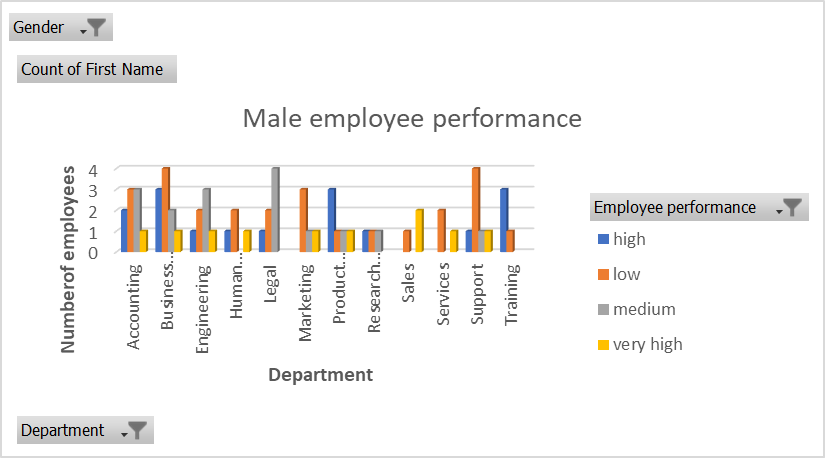 Gender
Count of First Name
Male employee performance
Numberof employees
4
3
2
1
0
Accounting
Business...
Engineering
Human...
Legal
Marketing
Product...
Research...
Sales
Services
Support
Training
Department
Employee performance
high
low
medium
very high
Department